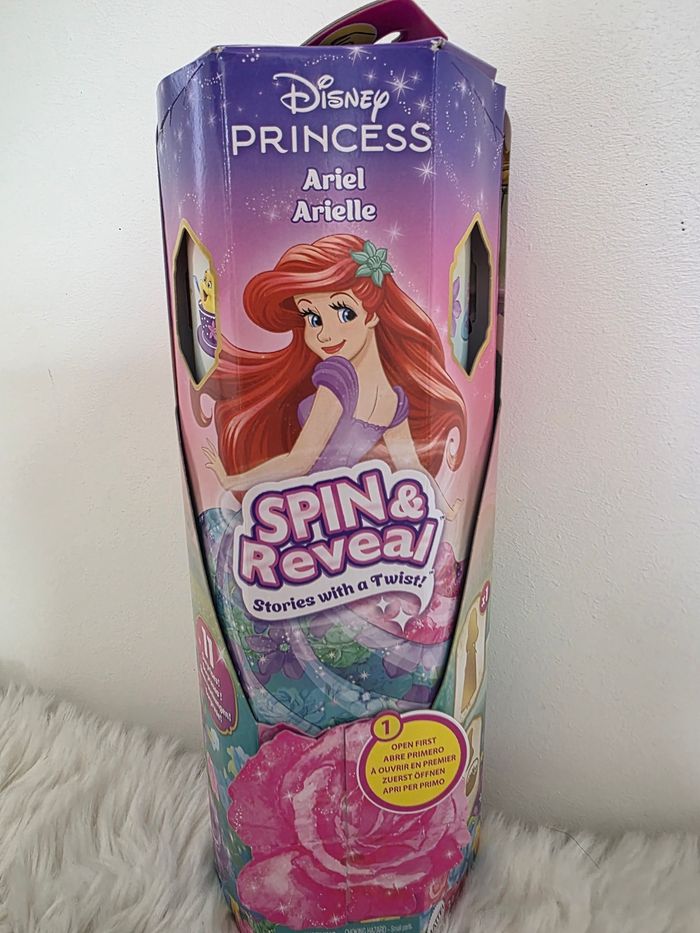 Disney
PRINCESS
Ariel
Arielle
SPIN &
Reveal
Stories with a Twist!
11
1
OPEN FIRST
ABRE PRIMERO
À OUVRIR EN PREMIER
ZUERST ÖFFNEN
APRI PER PRIMO